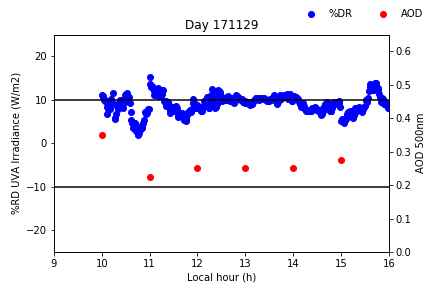 %DR AOD
Day 171129
%RD UVA Irradiance (W/m2)
20
10
0
−10
−20
0.6
0.5
0.4
0.3
0.2
0.1
0.0
AOD 500nm
9 10 11 12 13 14 15 16
Local hour (h)